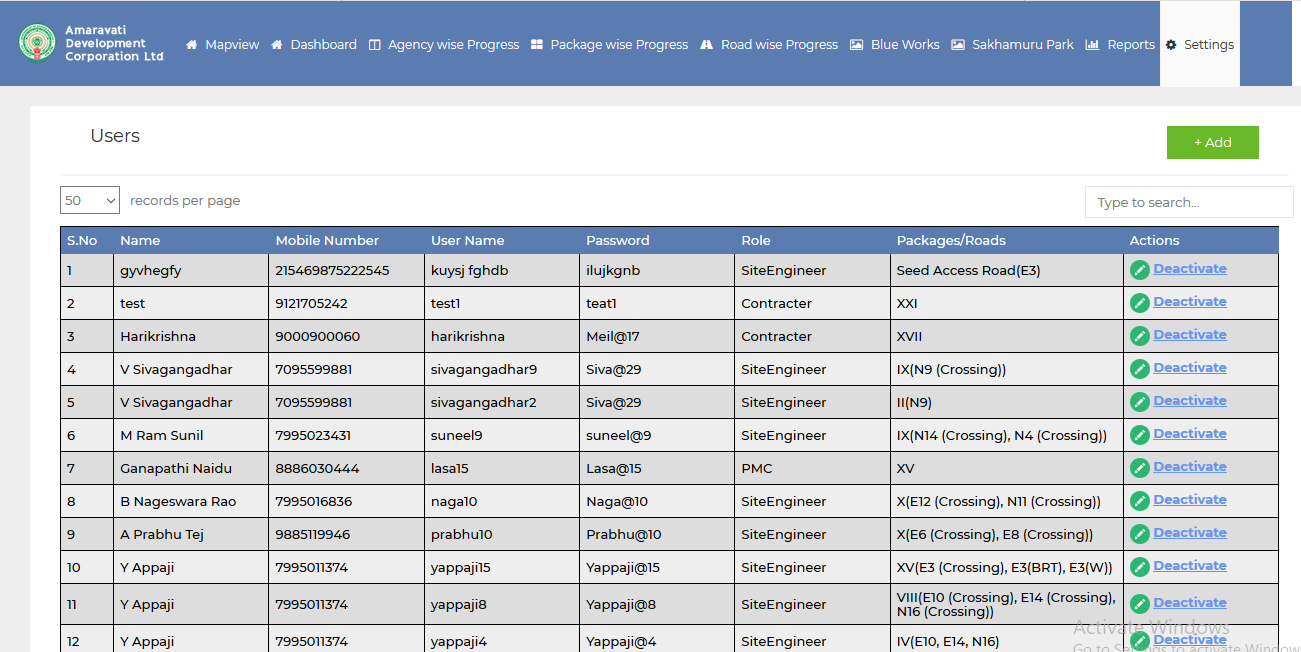 Amaravati
Development
Corporation Ltd
Mapview Dashboard Agency wise Progress Package wise Progress Road wise Progress Blue Works Sakhamuru Park Reports Settings
Users
+ Add
50 records per page
Type to search...
S.No Name Mobile Number User Name Password Role Packages/Roads Actions
1 gyvhegfy 215469875222545 kuysj fghdb ilujkgnb SiteEngineer Seed Access Road(E3) Deactivate
2 test 9121705242 test1 teat1 Contracter XXI Deactivate
3 Harikrishna 9000900060 harikrishna Meil@17 Contracter XVII Deactivate
4 V Sivagangadhar 7095599881 sivagangadhar9 Siva@29 SiteEngineer IX(N9 (Crossing)) Deactivate
5 V Sivagangadhar 7095599881 sivagangadhar2 Siva@29 SiteEngineer II(N9) Deactivate
6 M Ram Sunil 7995023431 suneel9 suneel@9 SiteEngineer IX(N14 (Crossing), N4 (Crossing)) Deactivate
7 Ganapathi Naidu 8886030444 lasa15 Lasa@15 PMC XV Deactivate
8 B Nageswara Rao 7995016836 naga10 Naga@10 SiteEngineer X(E12 (Crossing), N11 (Crossing)) Deactivate
9 A Prabhu Tej 9885119946 prabhu10 Prabhu@10 SiteEngineer X(E6 (Crossing), E8 (Crossing)) Deactivate
10 Y Appaji 7995011374 yappaji15 Yappaji@15 SiteEngineer XV(E3 (Crossing), E3(BRT), E3(W)) Deactivate
11 Y Appaji 7995011374 yappaji8 Yappaji@8 SiteEngineer VIII(E10 (Crossing), E14 (Crossing), Deactivate
N16 (Crossing))
12 Y Appaji 7995011374 yappaji4 Yappaji@4 SiteEngineer IV(E10, E14, N16) Deactivate
Activate Windows
Go to Settings to activate Window